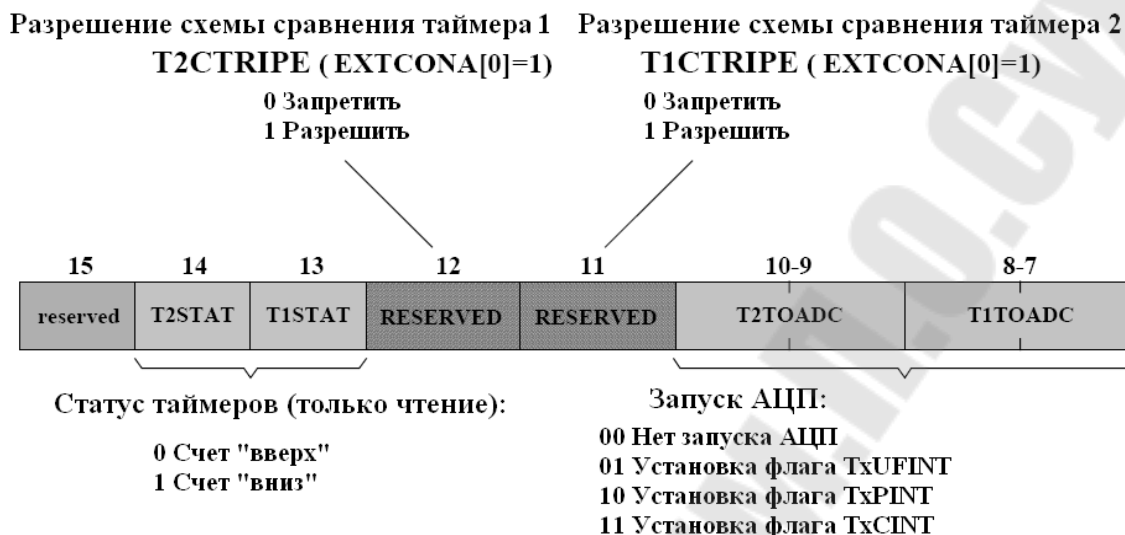 Разрешение схемы сравнения таймера 1 Разрешение схемы сравнения таймера 2
T2CTRIPE ( EXTCONA[0]=1) T1CTRIPE ( EXTCONA[0]=1)
0 Запретить 0 Запретить
1 Разрешить 1 Разрешить
15 14 13 12 11 10-9 8-7
reserved T2STAT T1STAT RESERVED RESERVED T2TOADC T1TOADC
Статус таймеров (только чтение): Запуск АЦП:
0 Счет "вверх" 00 Нет запуска АЦП
1 Счет "вниз" 01 Установка флага TxUFINT
10 Установка флага TxPINT
11 Установка флага TxCINT